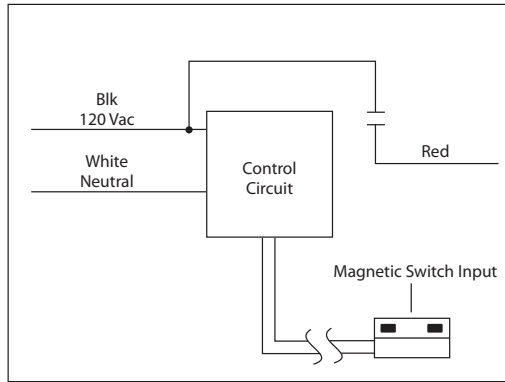 Blk
120 Vac
White
Neutral
Control
Circuit
Red
Magnetic Switch Input